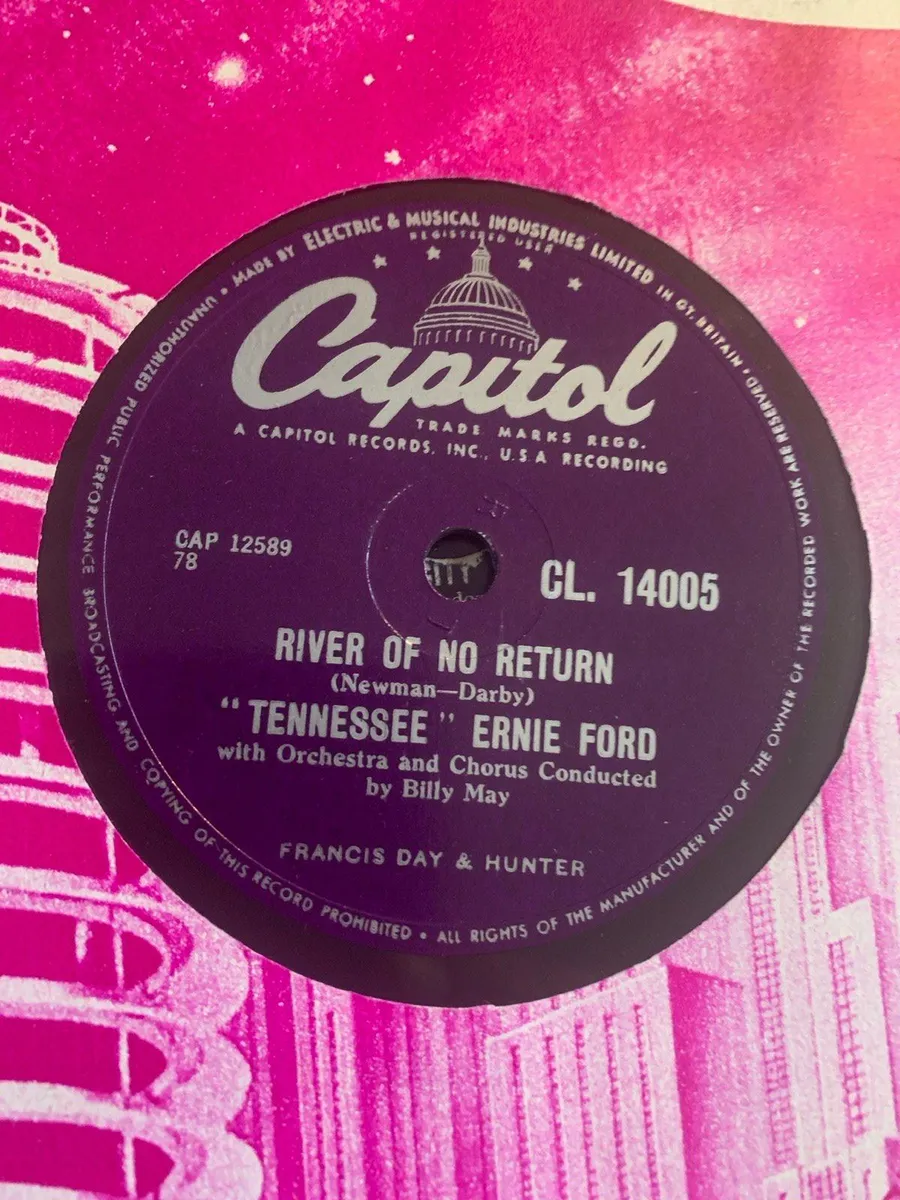 MADE BY ELECTRIC & MUSICAL INDUSTRIES LIMITED IN GT. BRITAIN • ALL RIGHTS OF THE MANUFACTURER AND OF THE OWNER OF THE RECORDED WORK ARE RESERVED • UNAUTHORIZED PUBLIC PERFORMANCE BROADCASTING AND COPYING OF THIS RECORD PROHIBITED •
REGISTERED USER
Capitol
TRADE MARKS REGD.
A CAPITOL RECORDS, INC., U.S.A RECORDING
CAP 12589
78
CL. 14005
RIVER OF NO RETURN
(Newman—Darby)
"TENNESSEE" ERNIE FORD
with Orchestra and Chorus Conducted
by Billy May
FRANCIS DAY & HUNTER